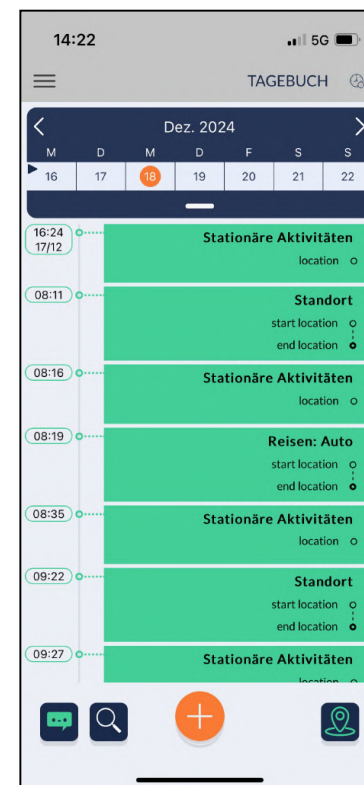 14:22 5G
TAGEBUCH
Dez. 2024
M D M D F S S
16 17 18 19 20 21 22
16:24
17/12
Stationäre Aktivitäten
location
08:11
Standort
start location
end location
08:16
Stationäre Aktivitäten
location
08:19
Reisen: Auto
start location
end location
08:35
Stationäre Aktivitäten
location
09:22
Standort
start location
end location
09:27
Stationäre Aktivitäten
location